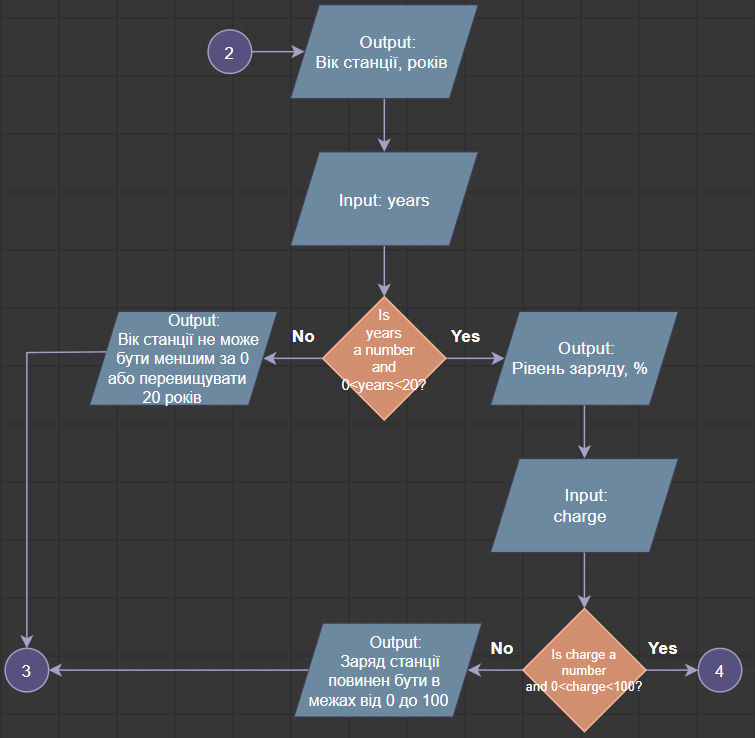 2
Output:
Вік станції, років
Input: years
Is
years
a number
and
0<years<20?
No
Yes
Output:
Вік станції не може
бути меншим за 0
або перевищувати
20 років
Output:
Рівень заряду, %
Input:
charge
Is charge a
number
and 0<charge<100?
No
Yes
Output:
Заряд станції
повинен бути в
межах від 0 до 100
3
4